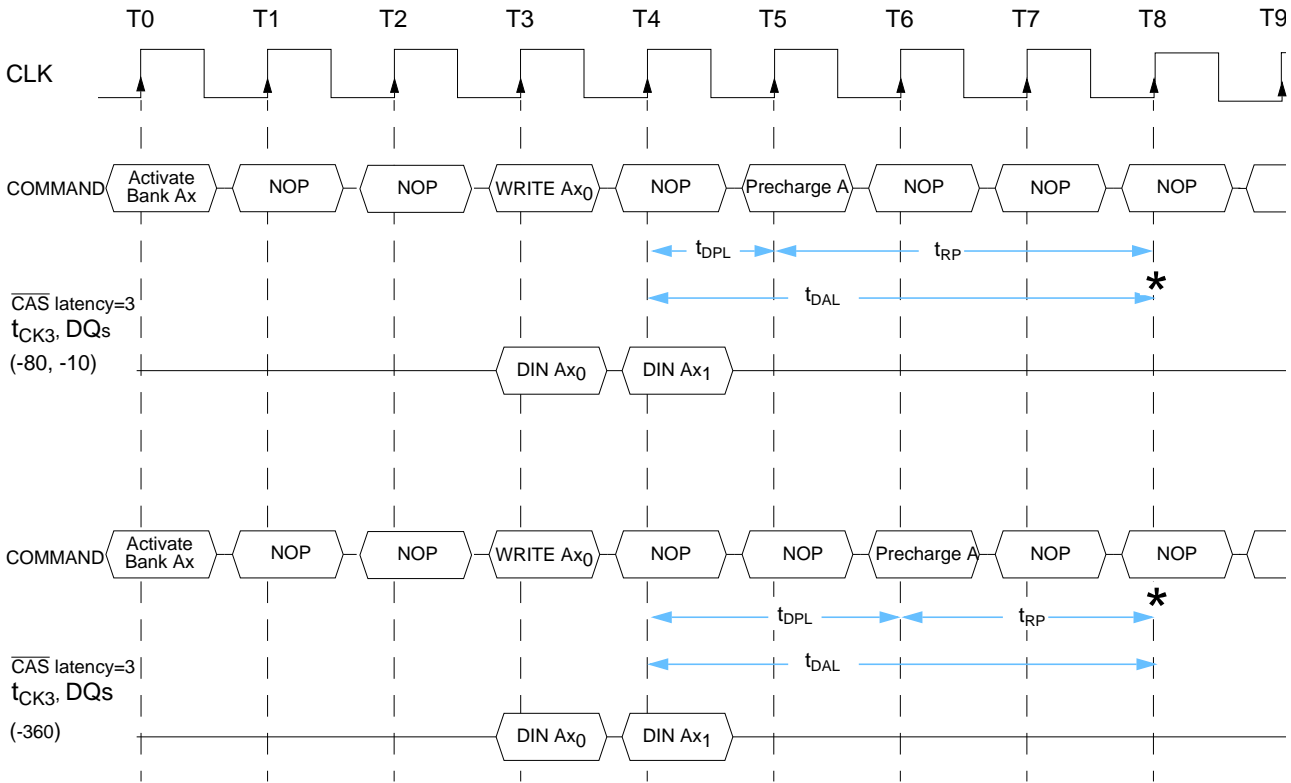 T0 T1 T2 T3 T4 T5 T6 T7 T8 T9
CLK
COMMAND Activate Bank Ax NOP NOP WRITE Ax0 NOP Precharge A NOP NOP NOP
tDPL tRP
*
tDAL
CAS latency=3
tCK3, DQs
(-80, -10)
DIN Ax0 DIN Ax1
COMMAND Activate Bank Ax NOP NOP WRITE Ax0 NOP NOP Precharge A NOP NOP
*
tDPL tRP
tDAL
CAS latency=3
tCK3, DQs
(-360)
DIN Ax0 DIN Ax1